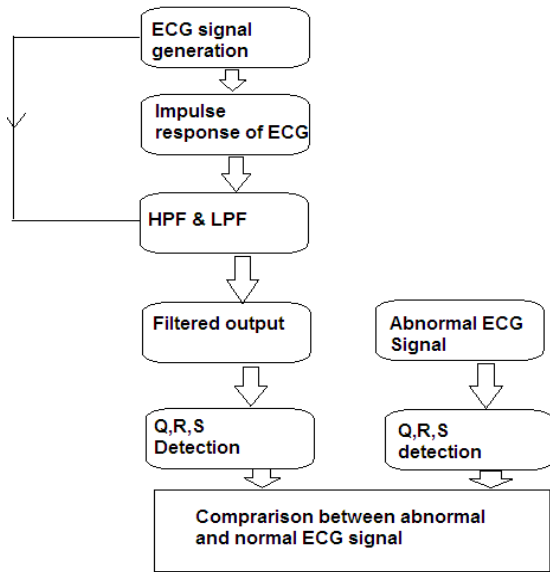 ECG signal
generation
Impulse
response of ECG
HPF & LPF
Filtered output
Abnormal ECG
Signal
Q,R,S
Detection
Q,R,S
detection
Comprarison between abnormal
and normal ECG signal